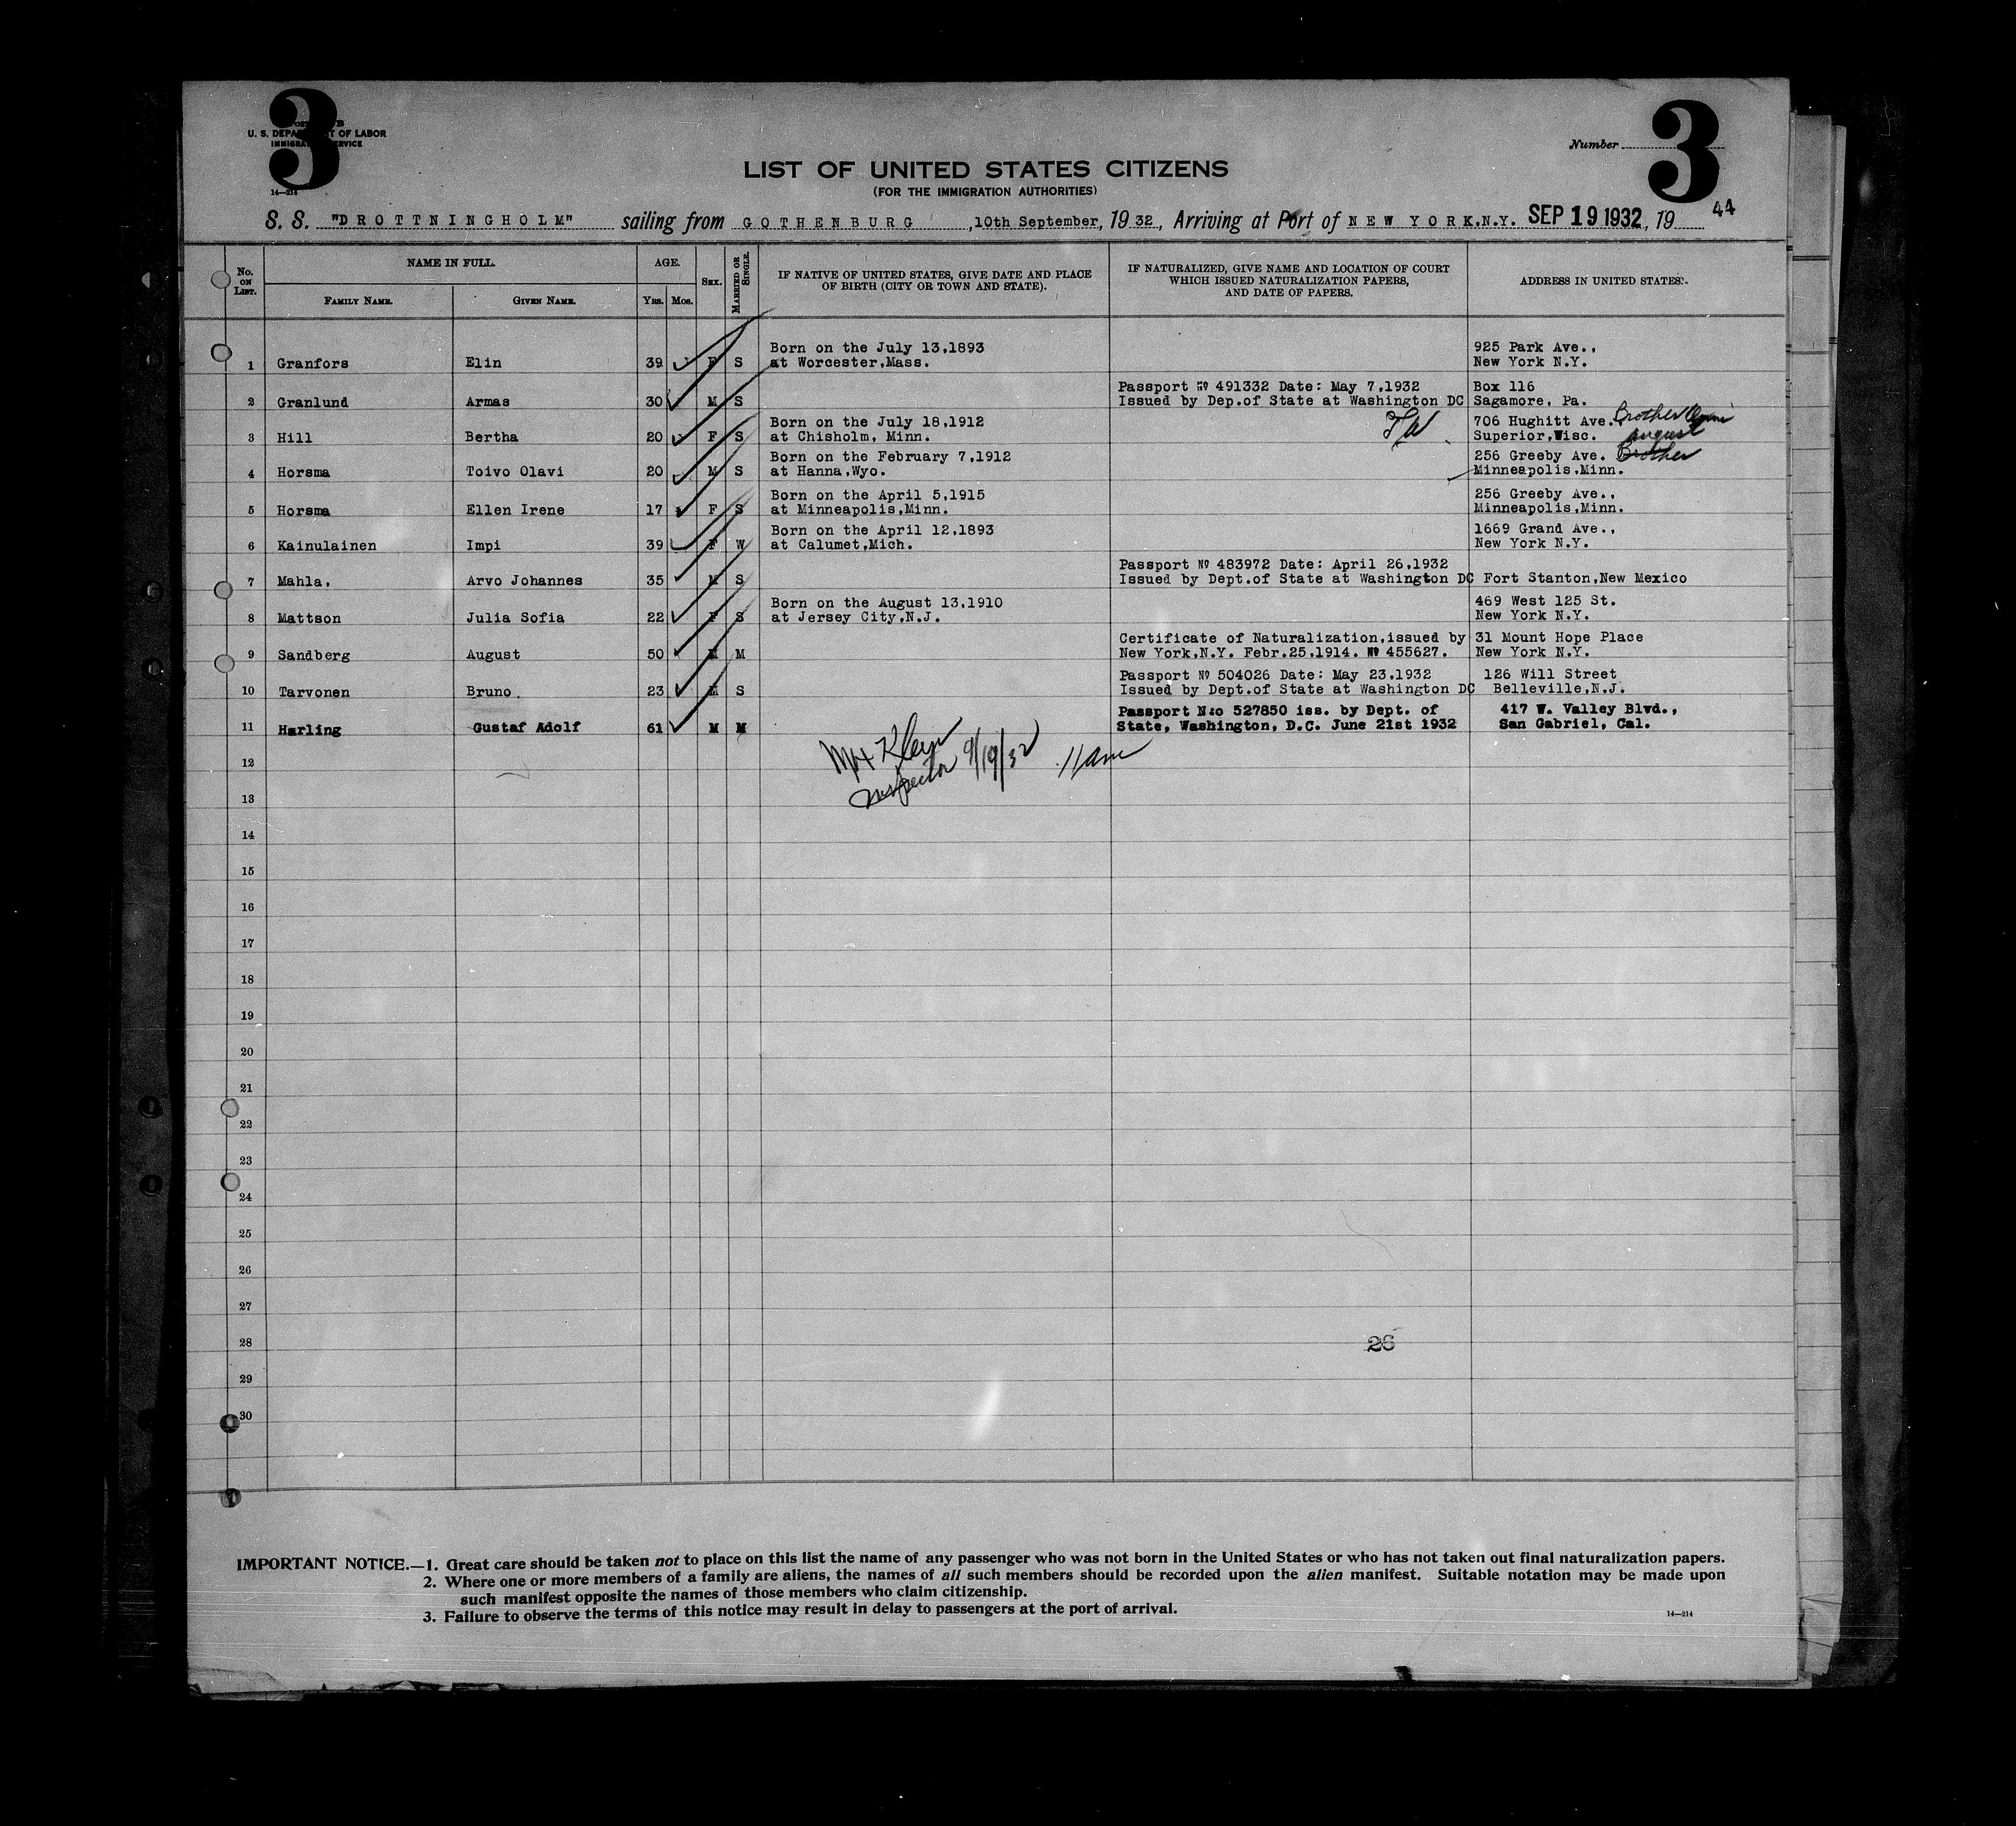 3
U. S. DEPARTMENT OF LABOR
IMMIGRATION SERVICE
14—214
Number
3
LIST OF UNITED STATES CITIZENS
(FOR THE IMMIGRATION AUTHORITIES)
S. S. "DROTTNINGHOLM" sailing from GOTHENBURG ,10th September, 1932, Arriving at Port of NEW YORK.N.Y. SEP 19 1932, 19 44
No. ON LIST. NAME IN FULL. AGE. SEX. MARRIED OR SINGLE. IF NATIVE OF UNITED STATES, GIVE DATE AND PLACE OF BIRTH (CITY OR TOWN AND STATE). IF NATURALIZED, GIVE NAME AND LOCATION OF COURT WHICH ISSUED NATURALIZATION PAPERS, AND DATE OF PAPERS. ADDRESS IN UNITED STATES.
FAMILY NAME. GIVEN NAME. YRS. MOS.
Born on the July 13,1893 925 Park Ave.,
1 Granfors Elin 39 F S at Worcester,Mass. New York N.Y.
Passport Nº 491332 Date: May 7,1932 Box 116
2 Granlund Armas 30 M S Issued by Dep.of State at Washington DC Sagamore, Pa.
Born on the July 18,1912 706 Hughitt Ave. Brother
3 Hill Bertha 20 F S at Chisholm, Minn. Superior,Wisc. August
Born on the February 7,1912 256 Greeby Ave. Brother
4 Horsma Toivo Olavi 20 M S at Hanna,Wyo. Minneapolis,Minn.
Born on the April 5,1915 256 Greeby Ave.,
5 Horsma Ellen Irene 17 F S at Minneapolis,Minn. Minneapolis,Minn.
Born on the April 12,1893 1669 Grand Ave.,
6 Kainulainen Impi 39 F W at Calumet,Mich. New York N.Y.
Passport Nº 483972 Date: April 26,1932
7 Mahla, Arvo Johannes 35 M S Issued by Dept.of State at Washington DC Fort Stanton,New Mexico
Born on the August 13,1910 469 West 125 St.
8 Mattson Julia Sofia 22 F S at Jersey City,N.J. New York N.Y.
Certificate of Naturalization,issued by 31 Mount Hope Place
9 Sandberg August 50 M M New York,N.Y. Febr.25,1914. Nº 455627. New York N.Y.
Passport Nº 504026 Date: May 23,1932 126 Will Street
10 Tarvonen Bruno 23 M S Issued by Dept.of State at Washington DC Belleville,N.J.
Passport N:o 527850 iss. by Dept. of 417 W. Valley Blvd.,
11 Harling Gustaf Adolf 61 M M State, Washington, D.C. June 21st 1932 San Gabriel, Cal.
12
Inspector 9/19/32 11am
13
14
15
16
17
18
19
20
21
22
23
24
25
26
27
28 26
29
30
IMPORTANT NOTICE.—1. Great care should be taken not to place on this list the name of any passenger who was not born in the United States or who has not taken out final naturalization papers.
2. Where one or more members of a family are aliens, the names of all such members should be recorded upon the alien manifest. Suitable notation may be made upon
such manifest opposite the names of those members who claim citizenship.
3. Failure to observe the terms of this notice may result in delay to passengers at the port of arrival.
14—214